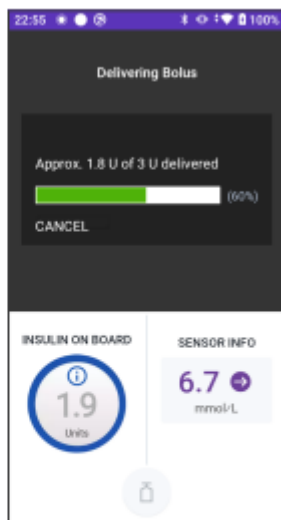 22:55 100%
Delivering Bolus
Approx. 1.8 U of 3 U delivered
(60%)
CANCEL
INSULIN ON BOARD
SENSOR INFO
1.9
Units
6.7
mmol/L